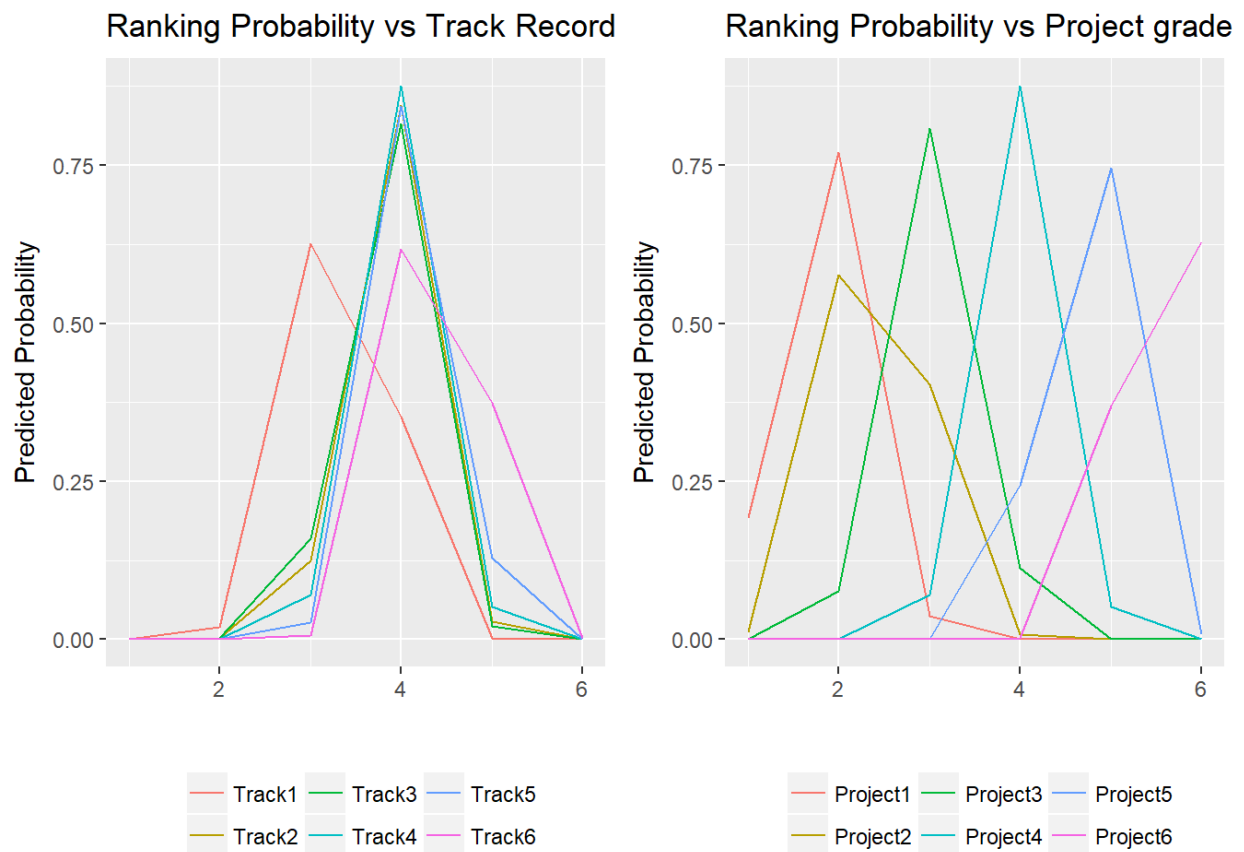 Ranking Probability vs Track Record
Predicted Probability
0.75
0.50
0.25
0.00
2 4 6
Track1 Track3 Track5
Track2 Track4 Track6
Ranking Probability vs Project grade
Predicted Probability
0.75
0.50
0.25
0.00
2 4 6
Project1 Project3 Project5
Project2 Project4 Project6